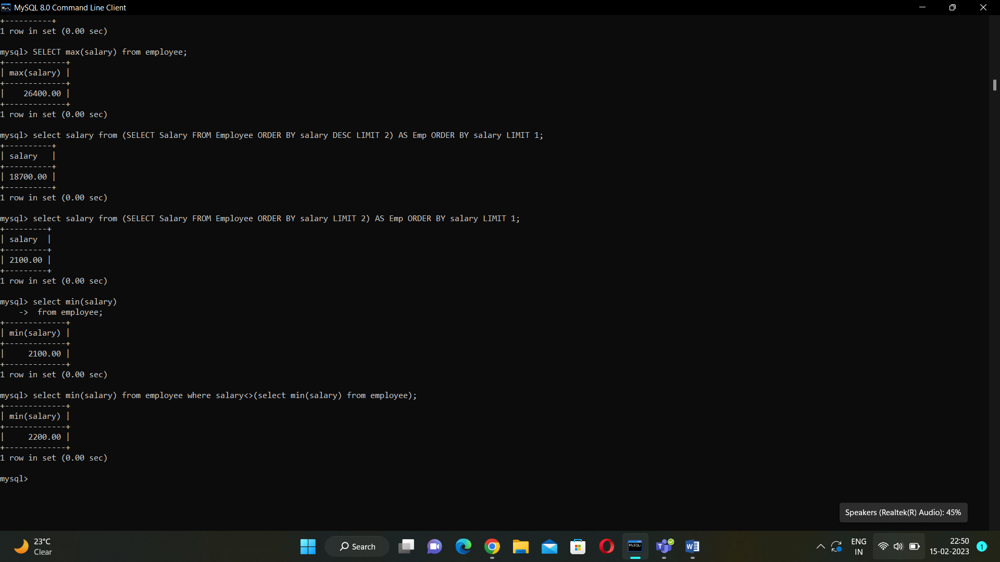 MySQL 8.0 Command Line Client
+----------+
1 row in set (0.00 sec)
mysql> SELECT max(salary) from employee;
+-------------+
| max(salary) |
+-------------+
|    26400.00 |
+-------------+
1 row in set (0.00 sec)
mysql> select salary from (SELECT Salary FROM Employee ORDER BY salary DESC LIMIT 2) AS Emp ORDER BY salary LIMIT 1;
+----------+
| salary   |
+----------+
| 18700.00 |
+----------+
1 row in set (0.00 sec)
mysql> select salary from (SELECT Salary FROM Employee ORDER BY salary LIMIT 2) AS Emp ORDER BY salary LIMIT 1;
+---------+
| salary  |
+---------+
| 2100.00 |
+---------+
1 row in set (0.00 sec)
mysql> select min(salary)
    ->  from employee;
+-------------+
| min(salary) |
+-------------+
|     2100.00 |
+-------------+
1 row in set (0.00 sec)
mysql> select min(salary) from employee where salary<>(select min(salary) from employee);
+-------------+
| min(salary) |
+-------------+
|     2200.00 |
+-------------+
1 row in set (0.00 sec)
mysql>
Speakers (Realtek(R) Audio): 45%
23°C
Clear
Search
ENG
IN
22:50
15-02-2023
1